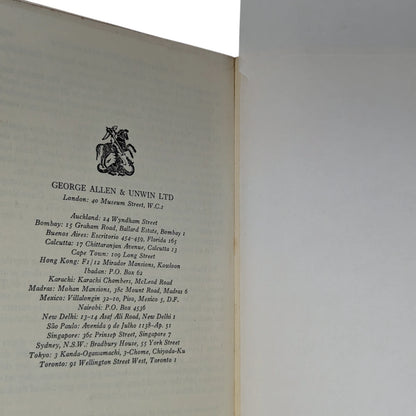 GEORGE ALLEN & UNWIN LTD
London: 40 Museum Street, W.C.1
Auckland: 24 Wyndham Street
Bombay: 15 Graham Road, Ballard Estate, Bombay 1
Buenos Aires: Escritorio 454-459, Florida 165
Calcutta: 17 Chittaranjan Avenue, Calcutta 13
Cape Town: 109 Long Street
Hong Kong: F1/12 Mirador Mansions, Kowloon
Ibadan: P.O. Box 62
Karachi: Karachi Chambers, McLeod Road
Madras: Mohan Mansions, 38c Mount Road, Madras 6
Mexico: Villalongin 32-10, Piso, Mexico 5, D.F.
Nairobi: P.O. Box 4536
New Delhi: 13-14 Asaf Ali Road, New Delhi 1
São Paulo: Avenida 9 de Julho 1138-Ap. 51
Singapore: 36c Prinsep Street, Singapore 7
Sydney, N.S.W.: Bradbury House, 55 York Street
Tokyo: 3 Kanda-Ogawamachi, 3-Chome, Chiyoda-Ku
Toronto: 91 Wellington Street West, Toronto 1